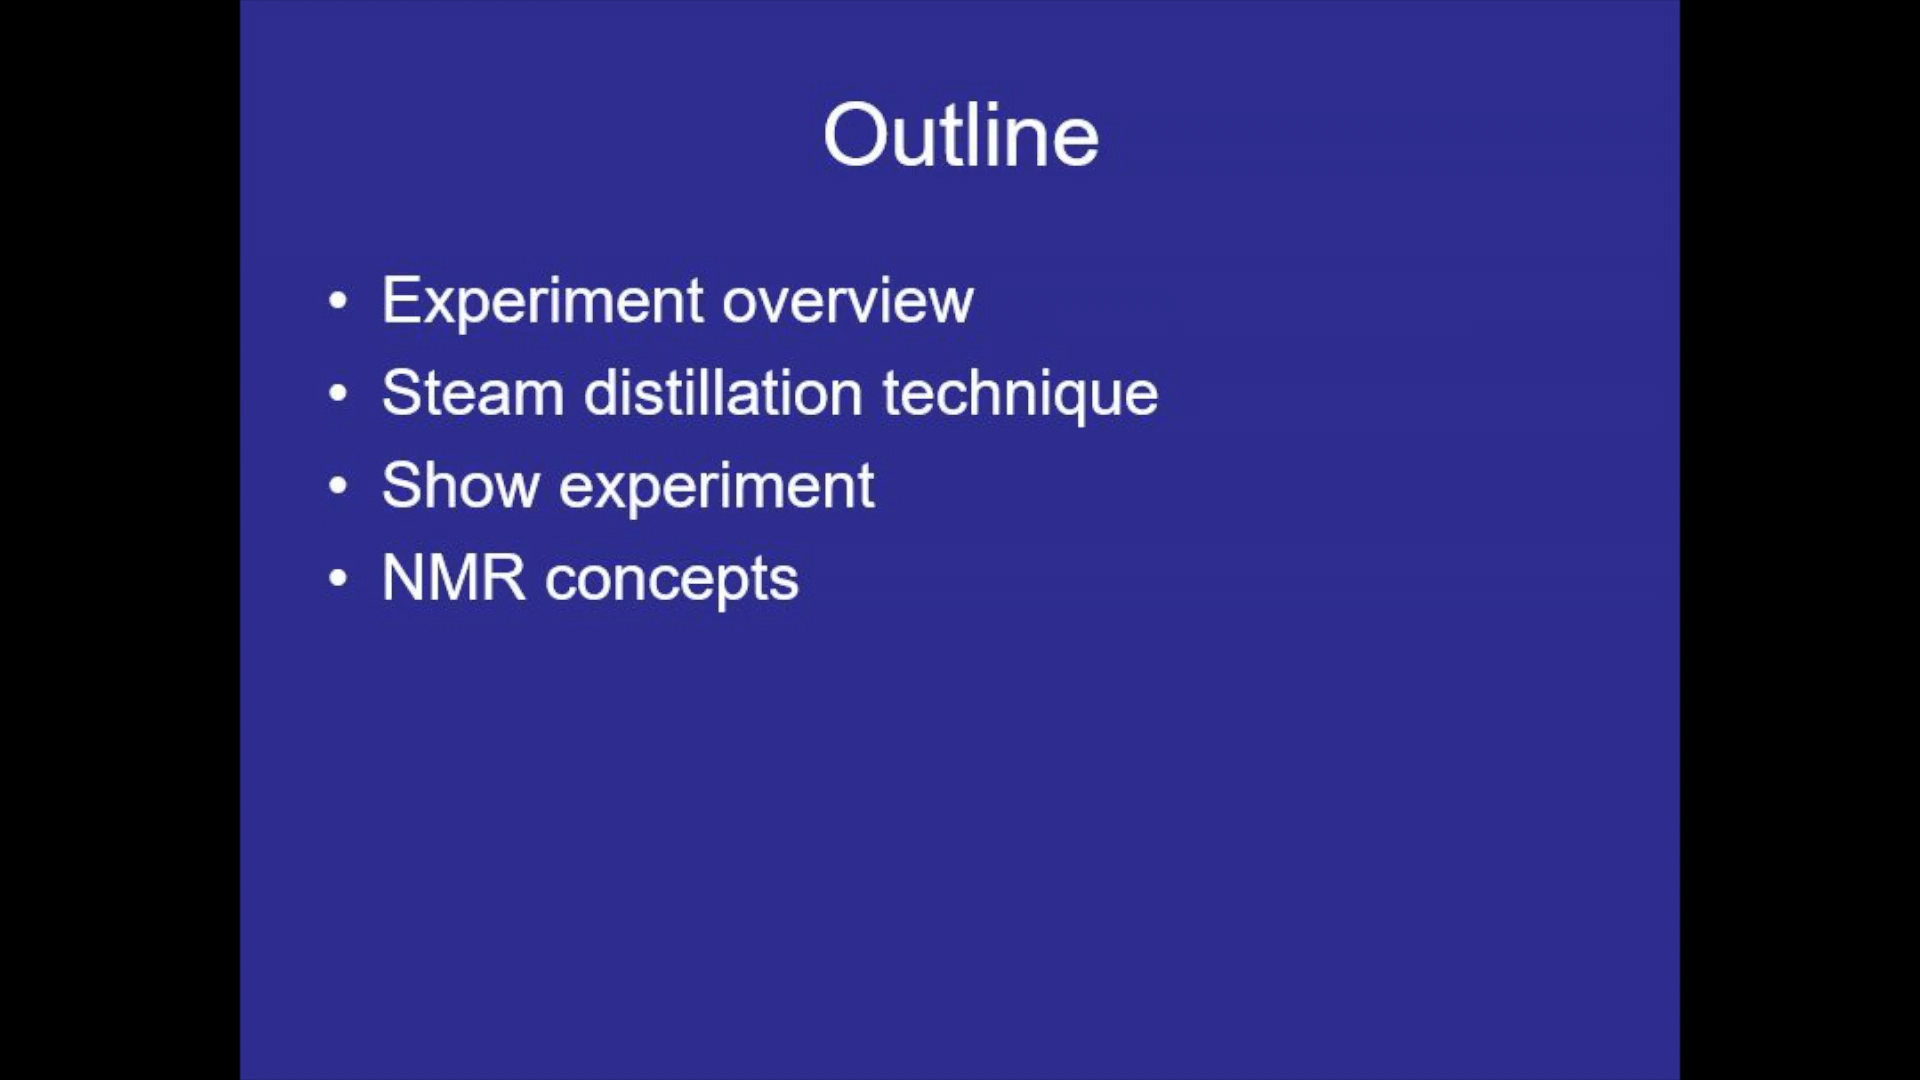 Outline
• Experiment overview
• Steam distillation technique
• Show experiment
• NMR concepts